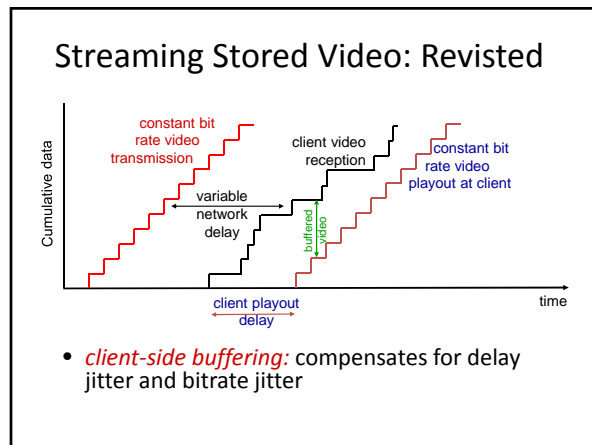 Streaming Stored Video: Revisted
constant bit
rate video
transmission
client video
reception
constant bit
rate video
playout at client
Cumulative data
variable
network
delay
buffered
video
client playout
delay
time
• client-side buffering: compensates for delay
jitter and bitrate jitter